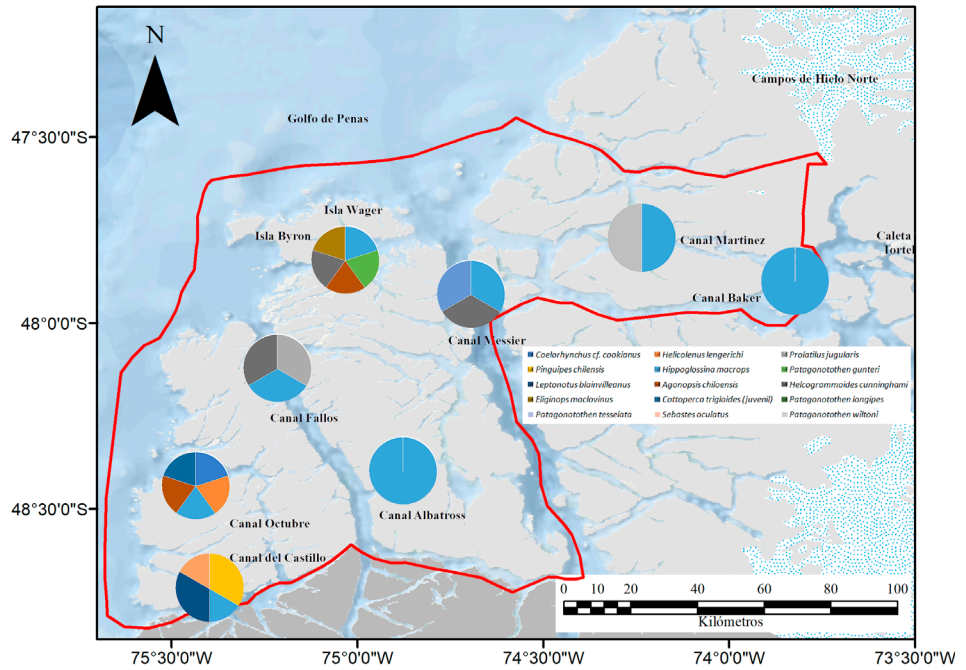 N
Campos de Hielo Norte
Golfo de Penas
47°30'0"S
Isla Wager
Isla Byron
Canal Martinez
Caleta
Tortel
Canal Baker
48°0'0"S
Canal Messier
Coelorhynchus cf. cookianus
Helicolenus lengerichi
Prolatilus jugularis
Pinguipes chilensis
Hippoglossina macrops
Patagonotothen gunteri
Leptonotus blainvilleanus
Agonopsis chiloensis
Helcogrammoides cunninghami
Eliginops maclovinus
Cottoperca trigloides (juvenil)
Patagonotothen longipes
Patagonotothen tesselata
Sebastes oculatus
Patagonotothen wiltoni
Canal Fallos
48°30'0"S
Canal Albatross
Canal Octubre
Canal del Castillo
0 5 10 20 40 60 80 100
Kilómetros
75°30'0"W 75°0'0"W 74°30'0"W 74°0'0"W 73°30'0"W